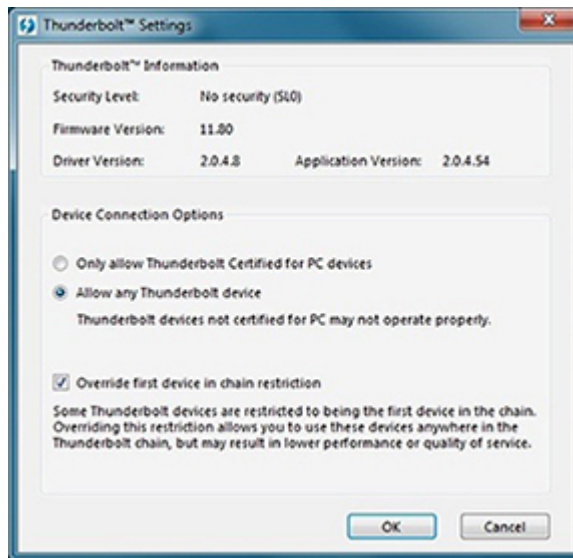 Thunderbolt™ Settings
Thunderbolt™ Information
Security Level: No security (SL0)
Firmware Version: 11.80
Driver Version: 2.0.4.8 Application Version: 2.0.4.54
Device Connection Options
Only allow Thunderbolt Certified for PC devices
Allow any Thunderbolt device
Thunderbolt devices not certified for PC may not operate properly.
Override first device in chain restriction
Some Thunderbolt devices are restricted to being the first device in the chain.
Overriding this restriction allows you to use these devices anywhere in the
Thunderbolt chain, but may result in lower performance or quality of service.
OK Cancel